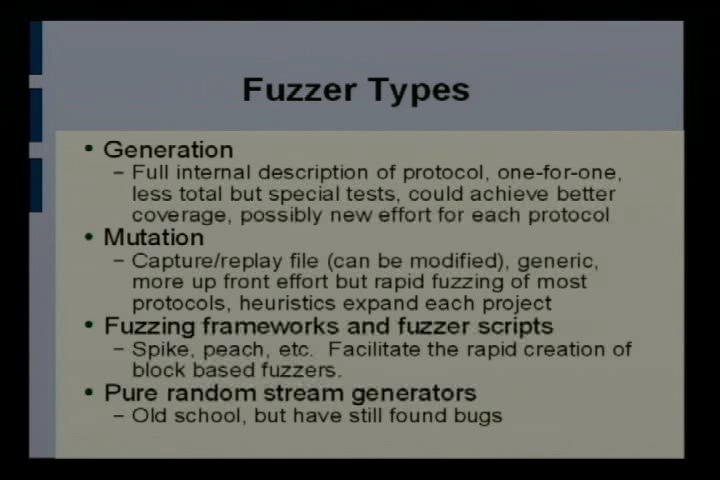 Fuzzer Types
• Generation
– Full internal description of protocol, one-for-one,
less total but special tests, could achieve better
coverage, possibly new effort for each protocol
• Mutation
– Capture/replay file (can be modified), generic,
more up front effort but rapid fuzzing of most
protocols, heuristics expand each project
• Fuzzing frameworks and fuzzer scripts
– Spike, peach, etc. Facilitate the rapid creation of
block based fuzzers.
• Pure random stream generators
– Old school, but have still found bugs